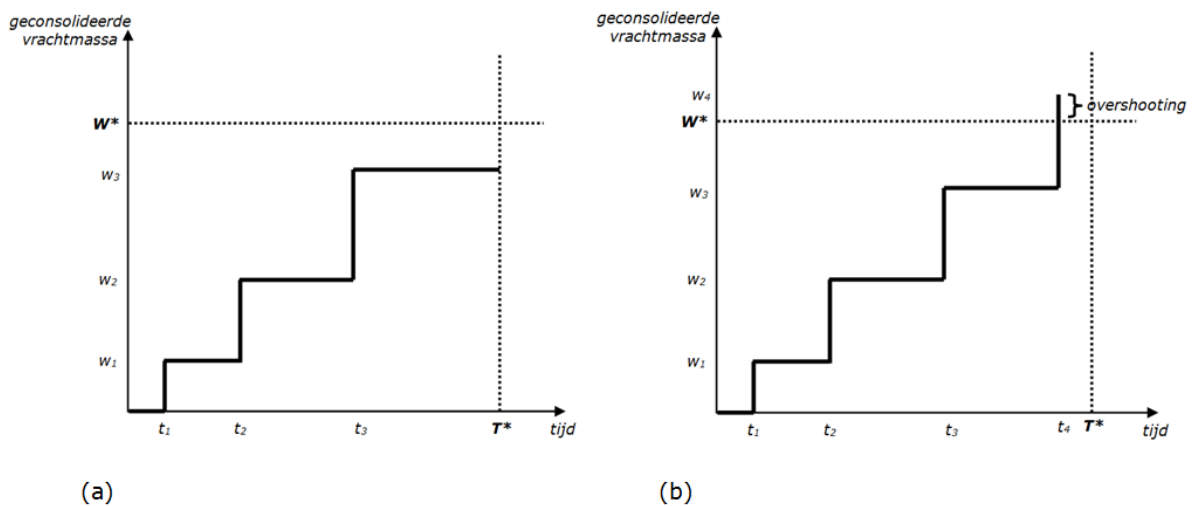 geconsolideerde
vrachtmassa
W*
w₃
w₂
w₁
t₁ t₂ t₃ T* tijd
(a)
geconsolideerde
vrachtmassa
w₄
overshooting
W*
w₃
w₂
w₁
t₁ t₂ t₃ t₄ T* tijd
(b)